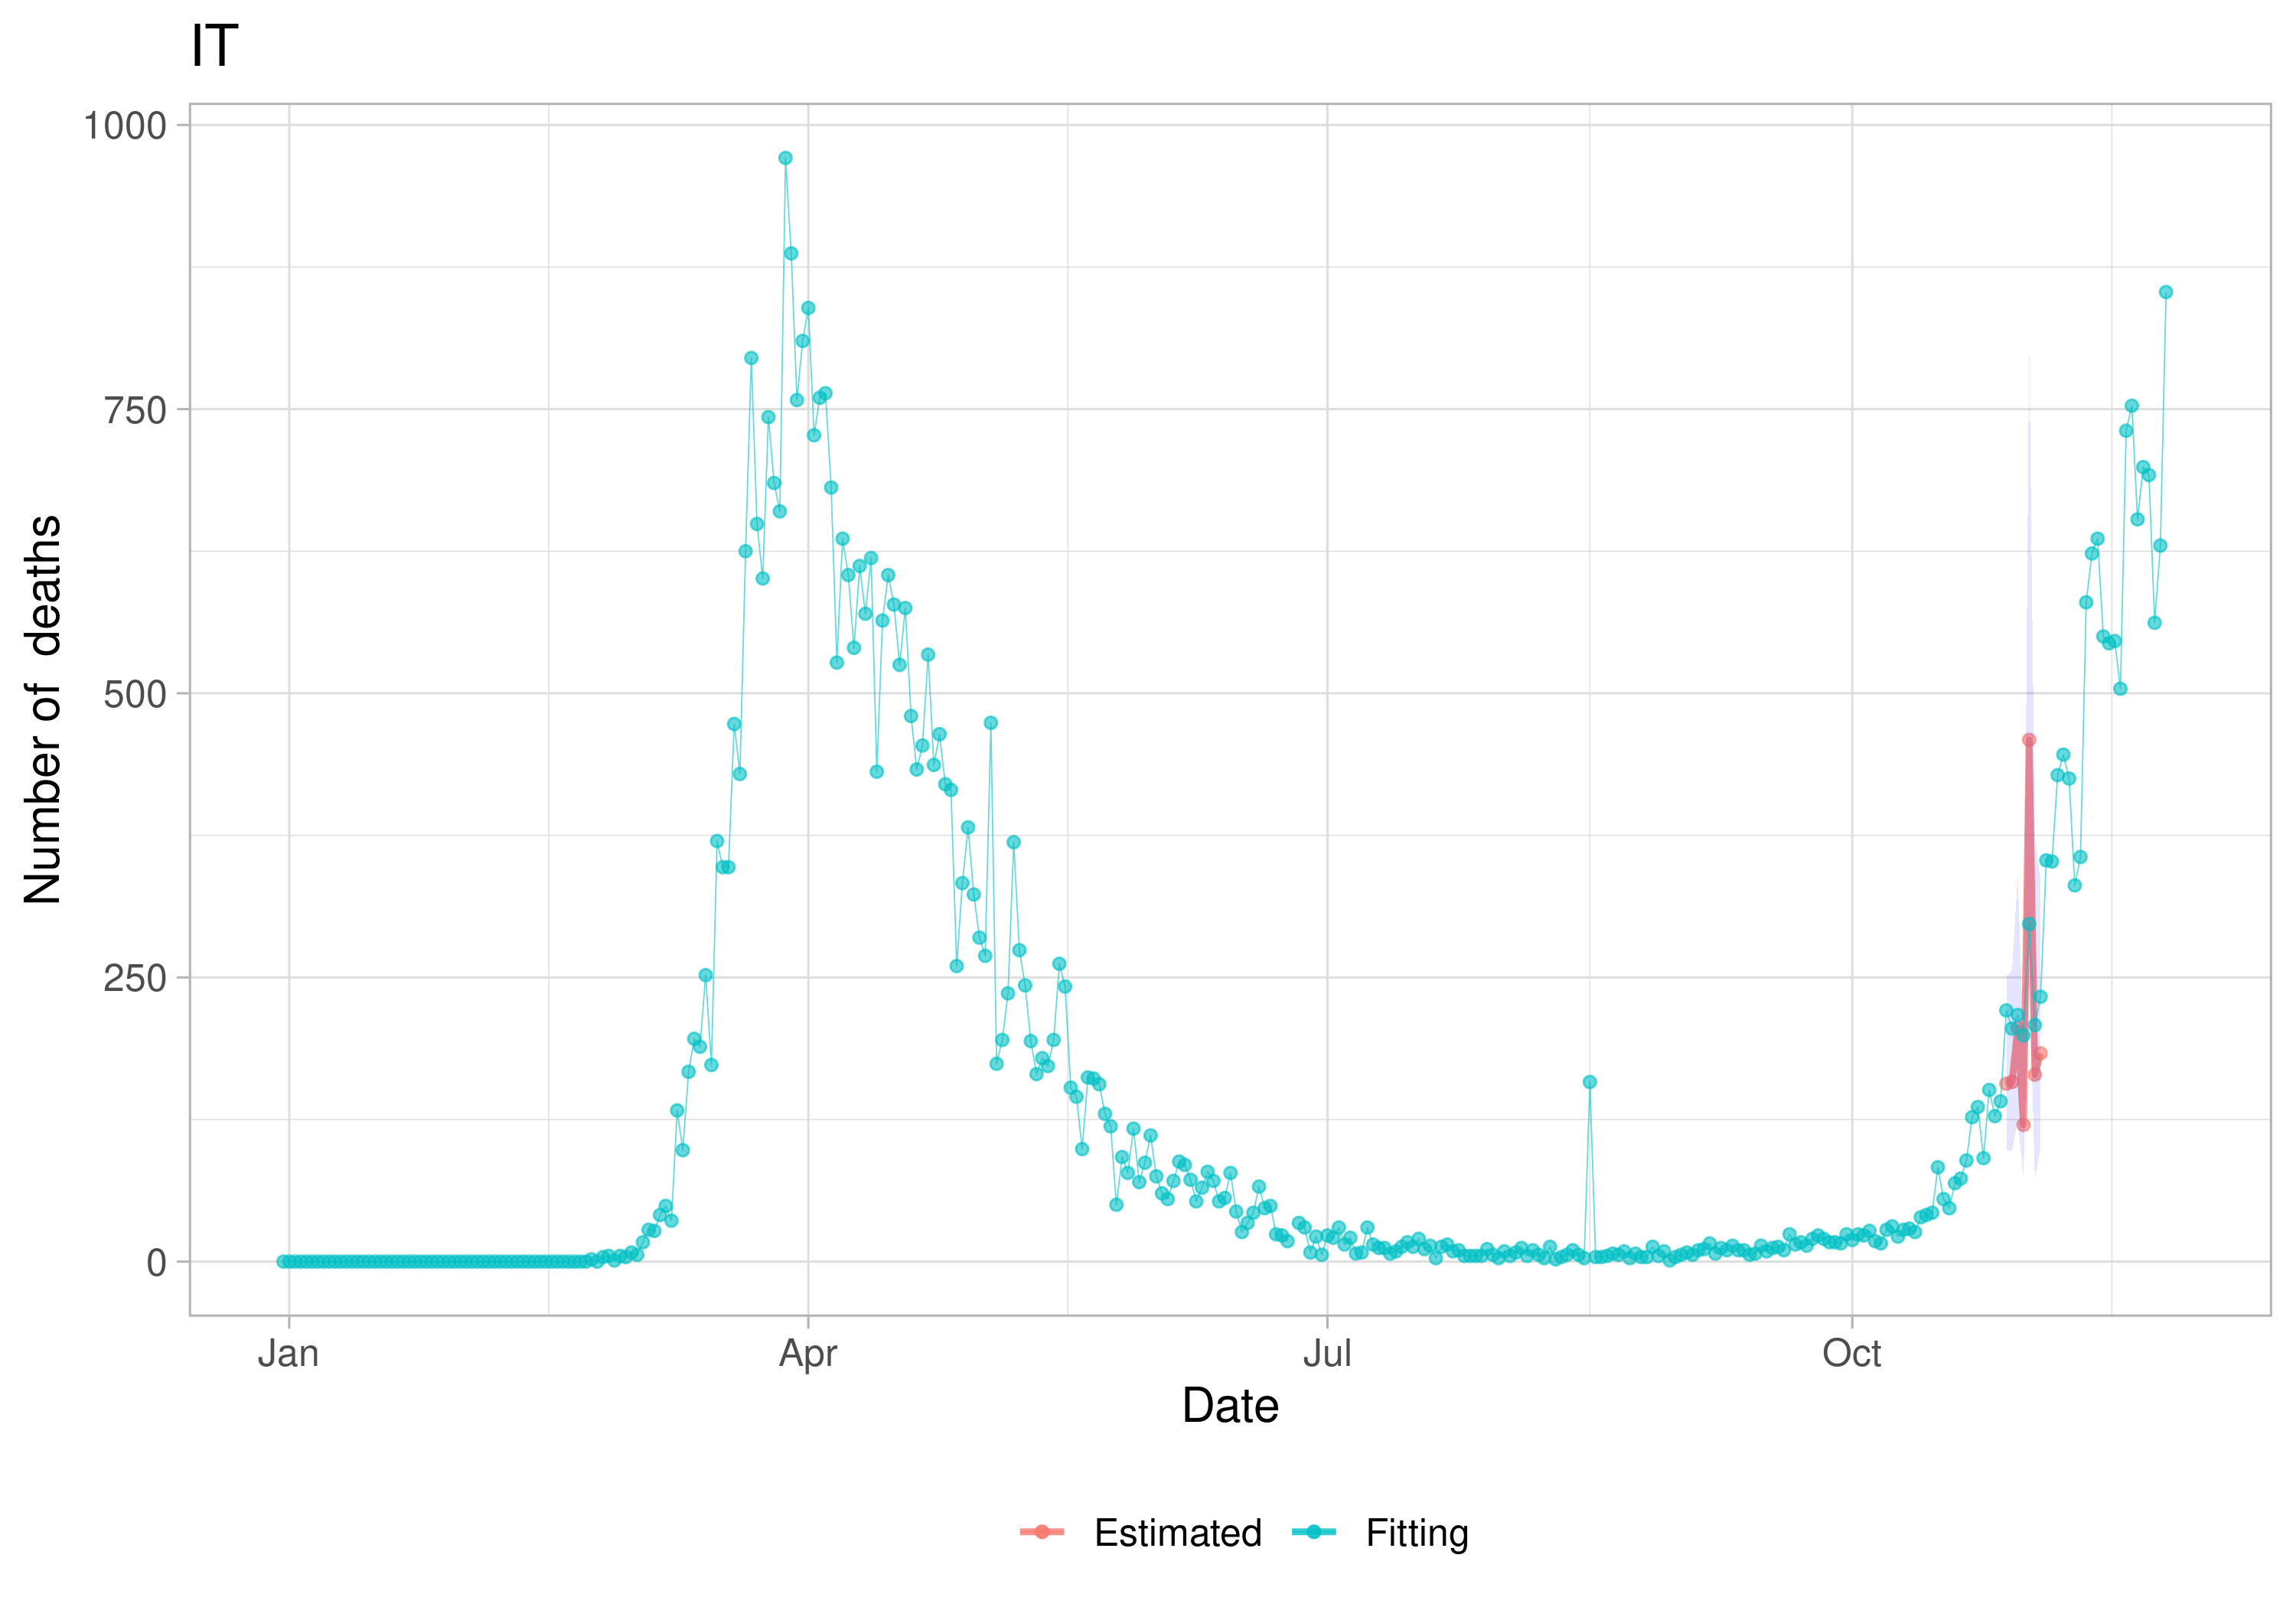 IT
1000
750
500
250
0
Number of deaths
Jan Apr Jul Oct
Date
Estimated Fitting